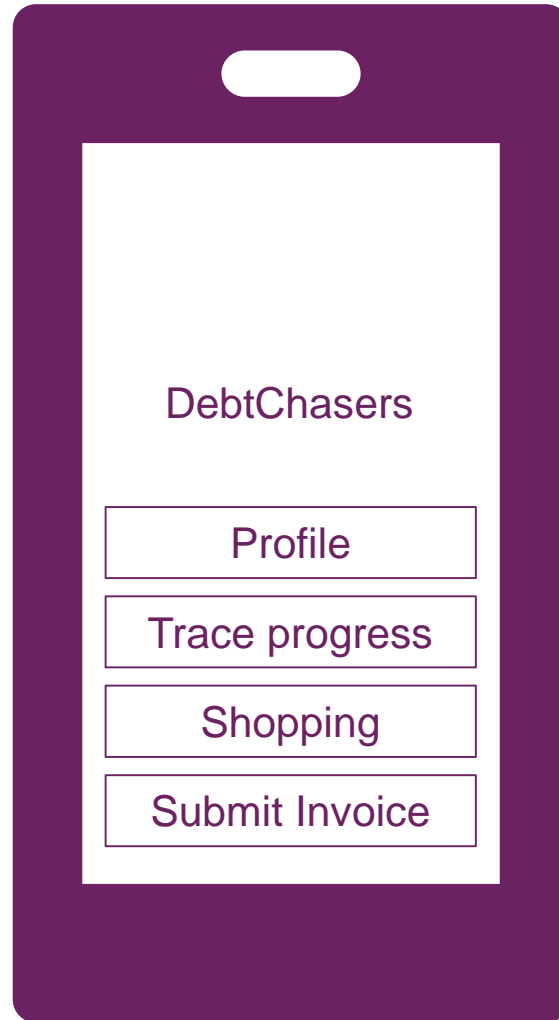 DebtChasers
Profile
Trace progress
Shopping
Submit Invoice